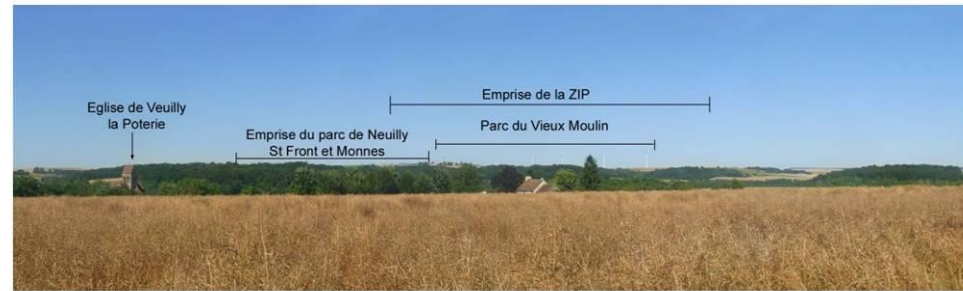 Emprise de la ZIP
Eglise de Veuilly
la Poterie
Parc du Vieux Moulin
Emprise du parc de Neuilly
St Front et Monnes